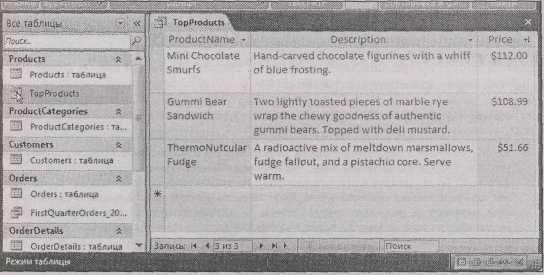 Все таблицы
TopProducts
Поиск..
ProductName
Description
Price
Products
Products : таблица
TopProducts
ProductCategories
ProductCategories : та...
Customers
Customers : таблица
Orders
Orders : таблица
FirstQuarterOrders_20...
OrderDetails
OrderDetails : таблица
Mini Chocolate
Smurfs
Hand-carved chocolate figurines with a whiff
of blue frosting.
$112.00
Gummi Bear
Sandwich
Two lightly toasted pieces of marble rye
wrap the chewy goodness of authentic
gummi bears. Topped with deli mustard.
$108.99
ThermoNutcular
Fudge
A radioactive mix of meltdown marsmallows,
fudge fallout, and a pistachio core. Serve
warm.
$51.66
Запись: 3 из 3
Поиск
Режим таблицы